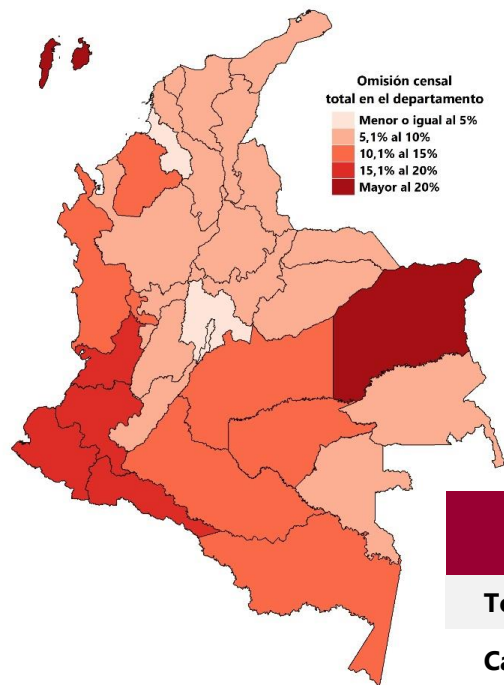 Omisión censal
total en el departamento
Menor o igual al 5%
5,1% al 10%
10,1% al 15%
15,1% al 20%
Mayor al 20%